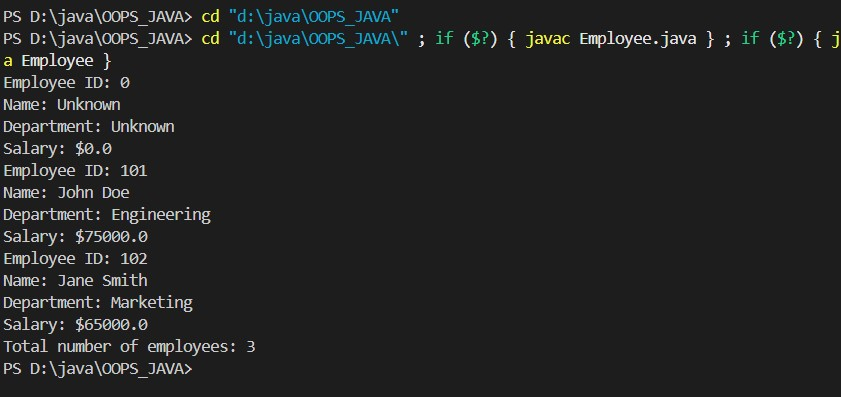 PS D:\java\OOPS_JAVA> cd "d:\java\OOPS_JAVA"
PS D:\java\OOPS_JAVA> cd "d:\java\OOPS_JAVA\" ; if ($?) { javac Employee.java } ; if ($?) { j
a Employee }
Employee ID: 0
Name: Unknown
Department: Unknown
Salary: $0.0
Employee ID: 101
Name: John Doe
Department: Engineering
Salary: $75000.0
Employee ID: 102
Name: Jane Smith
Department: Marketing
Salary: $65000.0
Total number of employees: 3
PS D:\java\OOPS_JAVA>